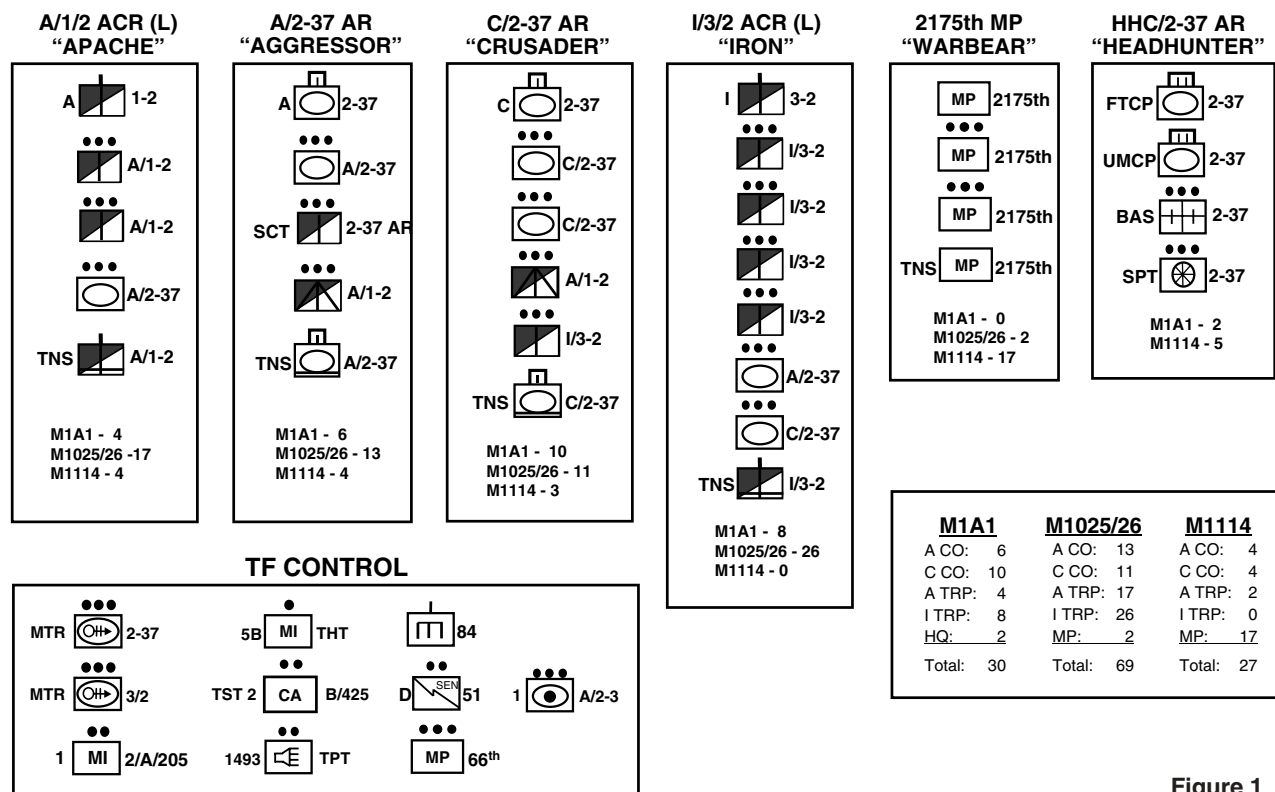 A/1/2 ACR (L)
“APACHE”
A 1-2
A/1-2
A/1-2
A/2-37
TNS A/1-2
M1A1 - 4
M1025/26 -17
M1114 - 4
A/2-37 AR
“AGGRESSOR”
A 2-37
A/2-37
SCT 2-37 AR
A/1-2
TNS A/2-37
M1A1 - 6
M1025/26 - 13
M1114 - 4
C/2-37 AR
“CRUSADER”
C 2-37
C/2-37
C/2-37
A/1-2
I/3-2
TNS C/2-37
M1A1 - 10
M1025/26 - 11
M1114 - 3
I/3/2 ACR (L)
“IRON”
I 3-2
I/3-2
I/3-2
I/3-2
I/3-2
A/2-37
C/2-37
TNS I/3-2
M1A1 - 8
M1025/26 - 26
M1114 - 0
2175th MP
“WARBEAR”
MP 2175th
MP 2175th
MP 2175th
TNS MP 2175th
M1A1 - 0
M1025/26 - 2
M1114 - 17
HHC/2-37 AR
“HEADHUNTER”
FTCP 2-37
UMCP 2-37
BAS 2-37
SPT 2-37
M1A1 - 2
M1114 - 5
TF CONTROL
MTR 2-37
5B MI THT
84
MTR 3/2
TST 2 CA B/425
D SEN 51
1 A/2-3
1 MI 2/A/205
1493 TPT
MP 66th
M1A1 M1025/26 M1114
A CO: 6 A CO: 13 A CO: 4
C CO: 10 C CO: 11 C CO: 4
A TRP: 4 A TRP: 17 A TRP: 2
I TRP: 8 I TRP: 26 I TRP: 0
HQ: 2 MP: 2 MP: 17
Total: 30 Total: 69 Total: 27
Figure 1